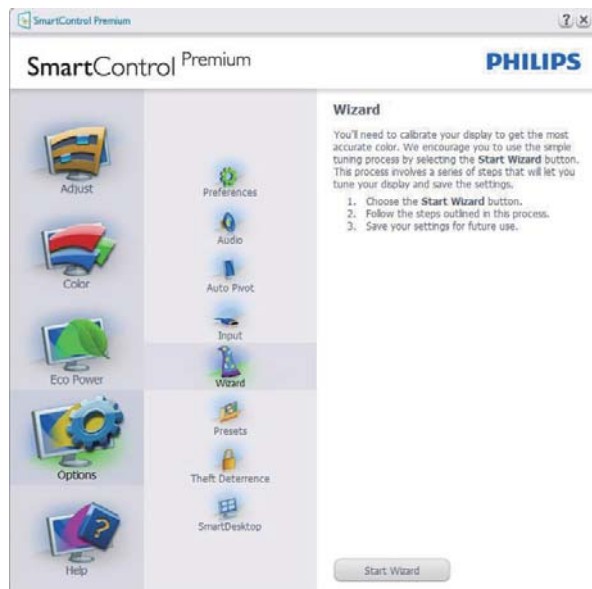 SmartControl Premium
? X
SmartControl Premium
PHILIPS
Adjust
Color
Eco Power
Options
Help
Preferences
Audio
Auto Pivot
Input
Wizard
Presets
Theft Deterrence
SmartDesktop
Wizard
You'll need to calibrate your display to get the most
accurate color. We encourage you to use the simple
tuning process by selecting the Start Wizard button.
This process involves a series of steps that will let you
tune your display and save the settings.
1. Choose the Start Wizard button.
2. Follow the steps outlined in this process.
3. Save your settings for future use.
Start Wizard